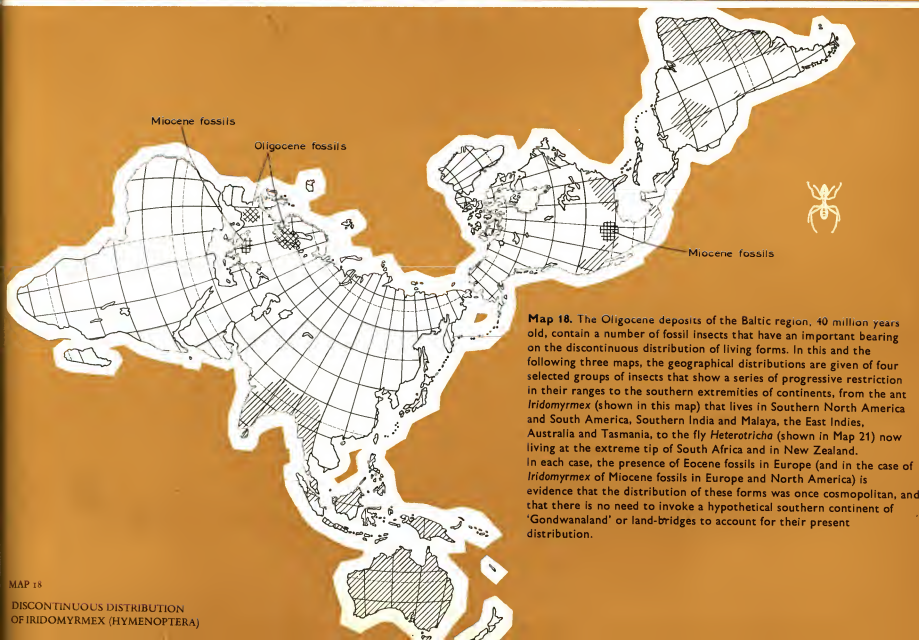 Miocene fossils
Oligocene fossils
Miocene fossils
Map 18. The Oligocene deposits of the Baltic region, 40 million years
old, contain a number of fossil insects that have an important bearing
on the discontinuous distribution of living forms. In this and the
following three maps, the geographical distributions are given of four
selected groups of insects that show a series of progressive restriction
in their ranges to the southern extremities of continents, from the ant
Iridomyrmex (shown in this map) that lives in Southern North America
and South America, Southern India and Malaya, the East Indies,
Australia and Tasmania, to the fly Heterotricha (shown in Map 21) now
living at the extreme tip of South Africa and in New Zealand.
In each case, the presence of Eocene fossils in Europe (and in the case of
Iridomyrmex of Miocene fossils in Europe and North America) is
evidence that the distribution of these forms was once cosmopolitan, and
that there is no need to invoke a hypothetical southern continent of
'Gondwanaland' or land-bridges to account for their present
distribution.
MAP 18
DISCONTINUOUS DISTRIBUTION
OF IRIDOMYRMEX (HYMENOPTERA)